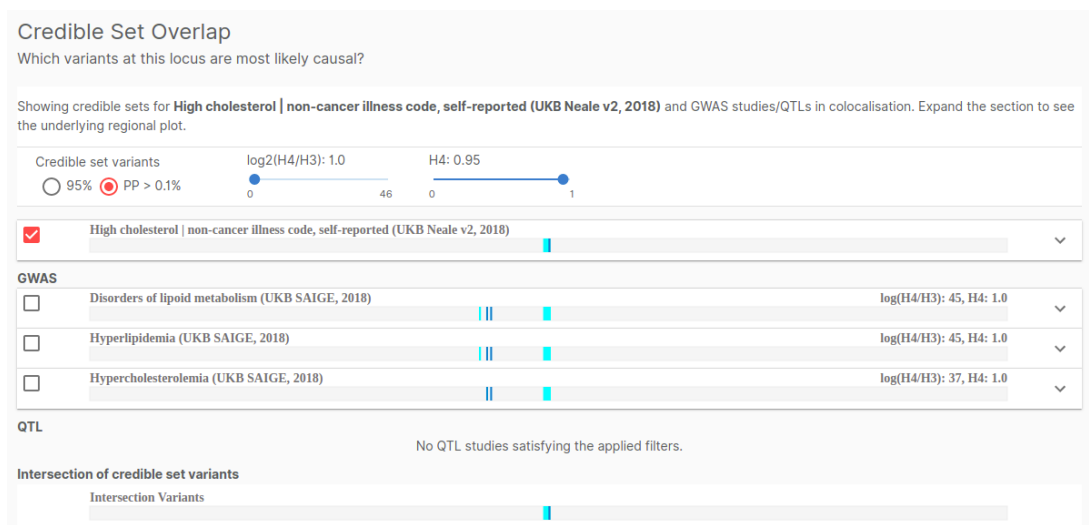 Credible Set Overlap
Which variants at this locus are most likely causal?
Showing credible sets for High cholesterol | non-cancer illness code, self-reported (UKB Neale v2, 2018) and GWAS studies/QTLs in colocalisation. Expand the section to see
the underlying regional plot.
Credible set variants
95% PP > 0.1%
log2(H4/H3): 1.0
0 46
H4: 0.95
0 1
High cholesterol | non-cancer illness code, self-reported (UKB Neale v2, 2018)
GWAS
Disorders of lipoid metabolism (UKB SAIGE, 2018) log(H4/H3): 45, H4: 1.0
Hyperlipidemia (UKB SAIGE, 2018) log(H4/H3): 45, H4: 1.0
Hypercholesterolemia (UKB SAIGE, 2018) log(H4/H3): 37, H4: 1.0
QTL
No QTL studies satisfying the applied filters.
Intersection of credible set variants
Intersection Variants